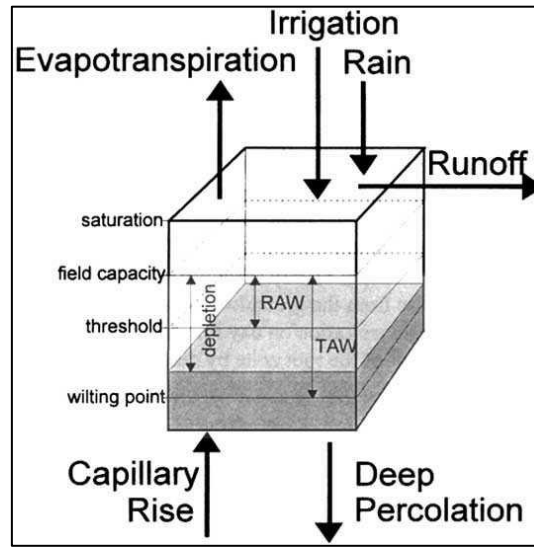 Irrigation
Evapotranspiration
Rain
Runoff
saturation
field capacity
RAW
depletion
threshold
TAW
wilting point
Capillary
Rise
Deep
Percolation